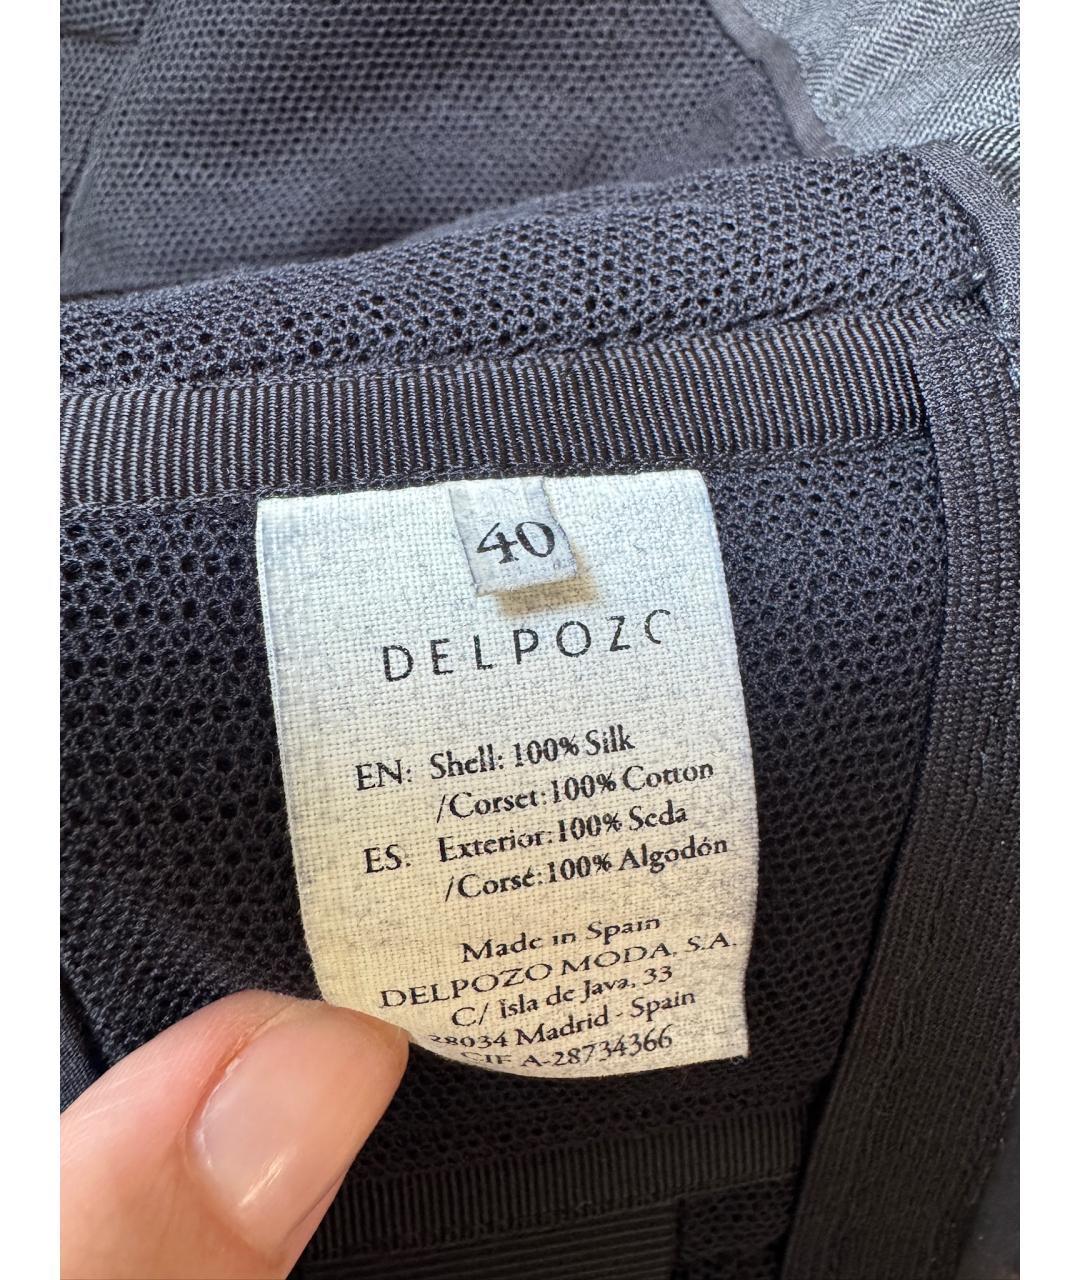 40
DELPOZO
EN: Shell: 100% Silk
/Corset: 100% Cotton
ES: Exterior: 100% Seda
/Corsé: 100% Algodón
Made in Spain
DELPOZO MODA, S.A.
C/ Isla de Java, 33
28034 Madrid - Spain
CIF A-28734366